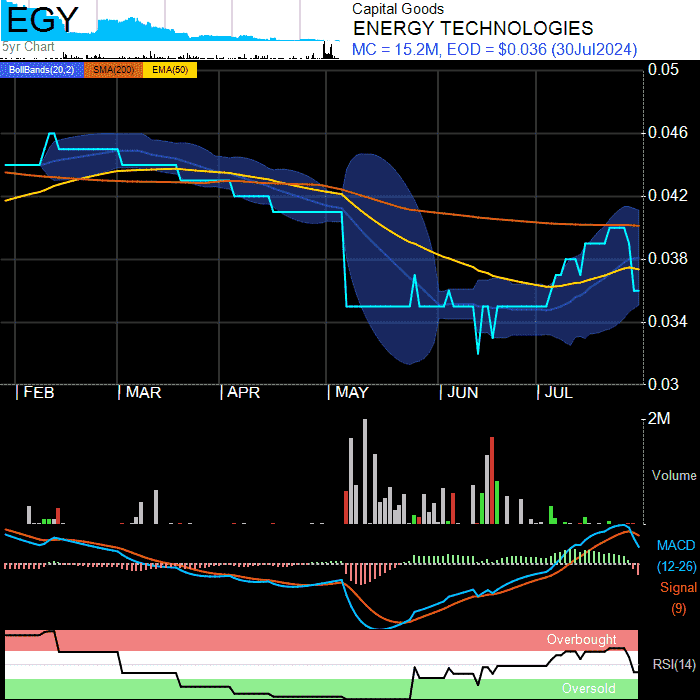 EGY
5yr Chart
Capital Goods
ENERGY TECHNOLOGIES
MC = 15.2M, EOD = $0.036 (30Jul2024)
BollBands(20,2) SMA(200) EMA(50)
0.05
0.046
0.042
0.038
0.034
0.03
FEB MAR APR MAY JUN JUL
2M
Volume
MACD
(12-26)
Signal
(9)
Overbought
RSI(14)
Oversold